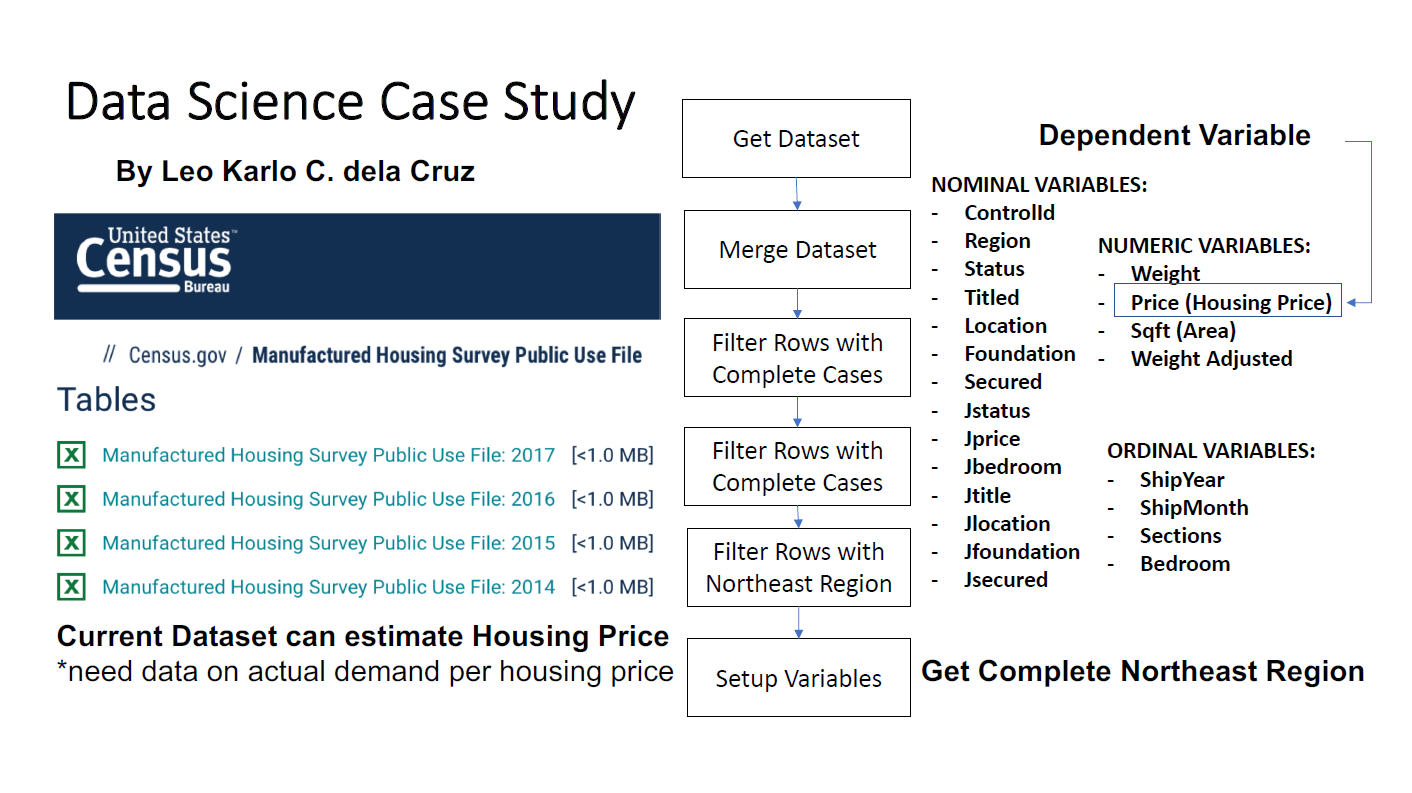 Data Science Case Study
By Leo Karlo C. dela Cruz
United States™
Census
Bureau
// Census.gov / Manufactured Housing Survey Public Use File
Tables
X Manufactured Housing Survey Public Use File: 2017 [<1.0 MB]
X Manufactured Housing Survey Public Use File: 2016 [<1.0 MB]
X Manufactured Housing Survey Public Use File: 2015 [<1.0 MB]
X Manufactured Housing Survey Public Use File: 2014 [<1.0 MB]
Current Dataset can estimate Housing Price
*need data on actual demand per housing price
Get Dataset
Merge Dataset
Filter Rows with
Complete Cases
Filter Rows with
Complete Cases
Filter Rows with
Northeast Region
Setup Variables
Dependent Variable
NOMINAL VARIABLES:
- ControlId
- Region
- Status
- Titled
- Location
- Foundation
- Secured
- Jstatus
- Jprice
- Jbedroom
- Jtitle
- Jlocation
- Jfoundation
- Jsecured
NUMERIC VARIABLES:
- Weight
- Price (Housing Price)
- Sqft (Area)
- Weight Adjusted
ORDINAL VARIABLES:
- ShipYear
- ShipMonth
- Sections
- Bedroom
Get Complete Northeast Region